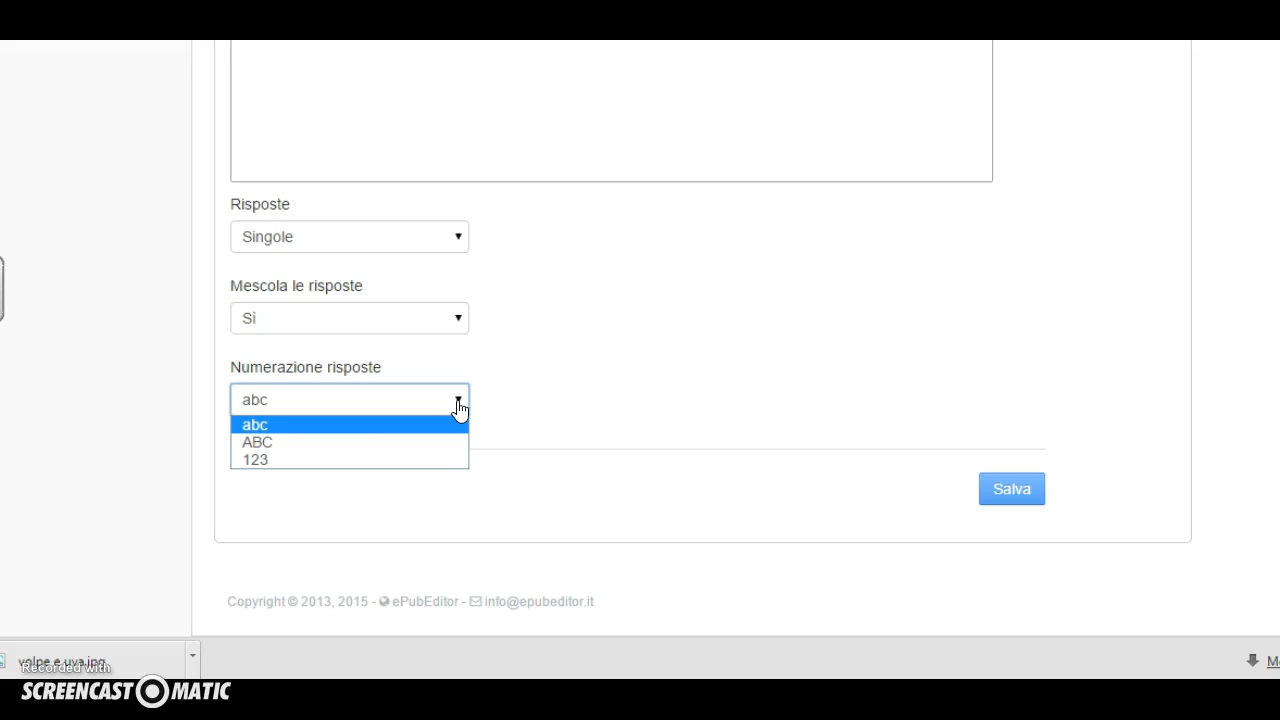 Risposte
Singole
Mescola le risposte
Sì
Numerazione risposte
abc
abc
ABC
123
Salva
Copyright © 2013, 2015 - ePubEditor - info@epubeditor.it
volpe e uva.jpg
Recorded with
SCREENCAST MATIC